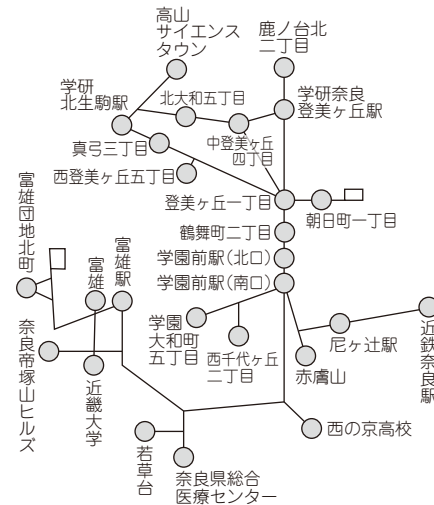 高山
サイエンス
タウン
鹿ノ台北
二丁目
学研
北生駒駅
北大和五丁目
学研奈良
登美ヶ丘駅
中登美ヶ丘
四丁目
真弓三丁目
西登美ヶ丘五丁目
登美ヶ丘一丁目
朝日町一丁目
鶴舞町二丁目
学園前駅(北口)
学園前駅(南口)
富雄団地北町
富雄
富雄駅
学園
大和町
五丁目
西千代ヶ丘
二丁目
尼ヶ辻駅
赤膚山
近鉄奈良駅
奈良帝塚山ヒルズ
近畿大学
西の京高校
若草台
奈良県総合
医療センター